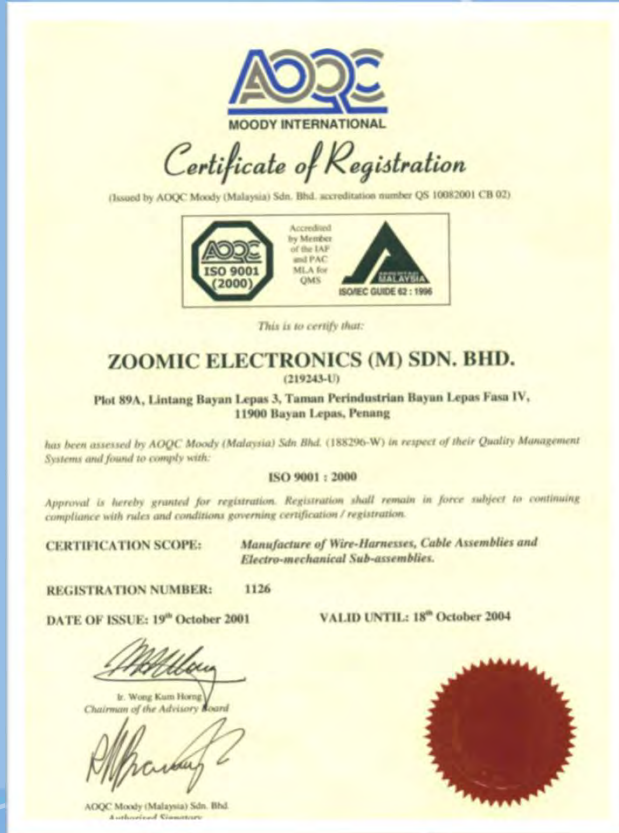 AOQC
MOODY INTERNATIONAL
Certificate of Registration
(Issued by AOQC Moody (Malaysia) Sdn. Bhd. accreditation number QS 10082001 CB 02)
AOQC
ISO 9001
(2000)
Accredited
by Member
of the IAF
and PAC
MLA for
QMS
MALAYSIA
ISO/IEC GUIDE 62 : 1996
This is to certify that:
ZOOMIC ELECTRONICS (M) SDN. BHD.
(219243-U)
Plot 89A, Lintang Bayan Lepas 3, Taman Perindustrian Bayan Lepas Fasa IV,
11900 Bayan Lepas, Penang
has been assessed by AOQC Moody (Malaysia) Sdn Bhd. (188296-W) in respect of their Quality Management
Systems and found to comply with:
ISO 9001 : 2000
Approval is hereby granted for registration. Registration shall remain in force subject to continuing
compliance with rules and conditions governing certification / registration.
CERTIFICATION SCOPE: Manufacture of Wire-Harnesses, Cable Assemblies and
Electro-mechanical Sub-assemblies.
REGISTRATION NUMBER: 1126
DATE OF ISSUE: 19th October 2001 VALID UNTIL: 18th October 2004
Ir. Wong Kum Horng
Chairman of the Advisory Board
AOQC Moody (Malaysia) Sdn. Bhd.
Authorised Signatory